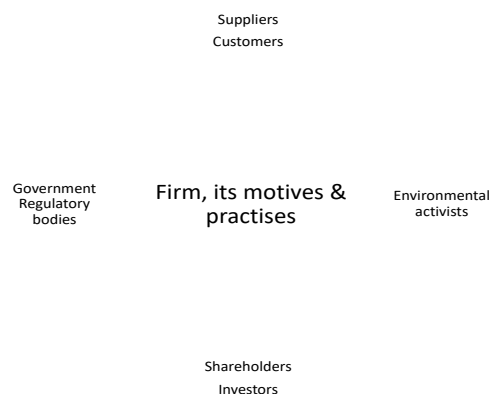 Suppliers
Customers
Government
Regulatory
bodies
Firm, its motives &
practises
Environmental
activists
Shareholders
Investors